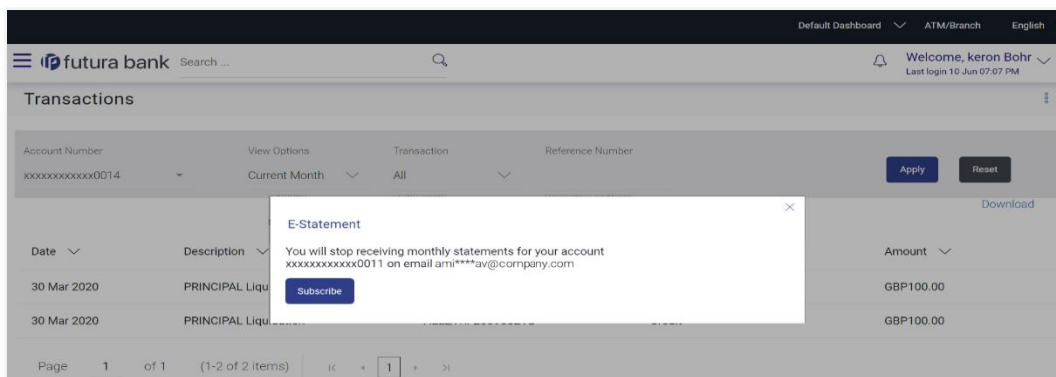 Default Dashboard ATM/Branch English
futura bank Search ... Welcome, keron Bohr
Last login 10 Jun 07:07 PM
Transactions
Account Number View Options Transaction Reference Number
xxxxxxxxxxxx0014 Current Month All Apply Reset
Download
E-Statement
You will stop receiving monthly statements for your account
xxxxxxxxxxxx0011 on email ami****av@company.com
Subscribe
Date Description Amount
30 Mar 2020 PRINCIPAL Liqu GBP100.00
30 Mar 2020 PRINCIPAL GBP100.00
Page 1 of 1 (1-2 of 2 items) 1